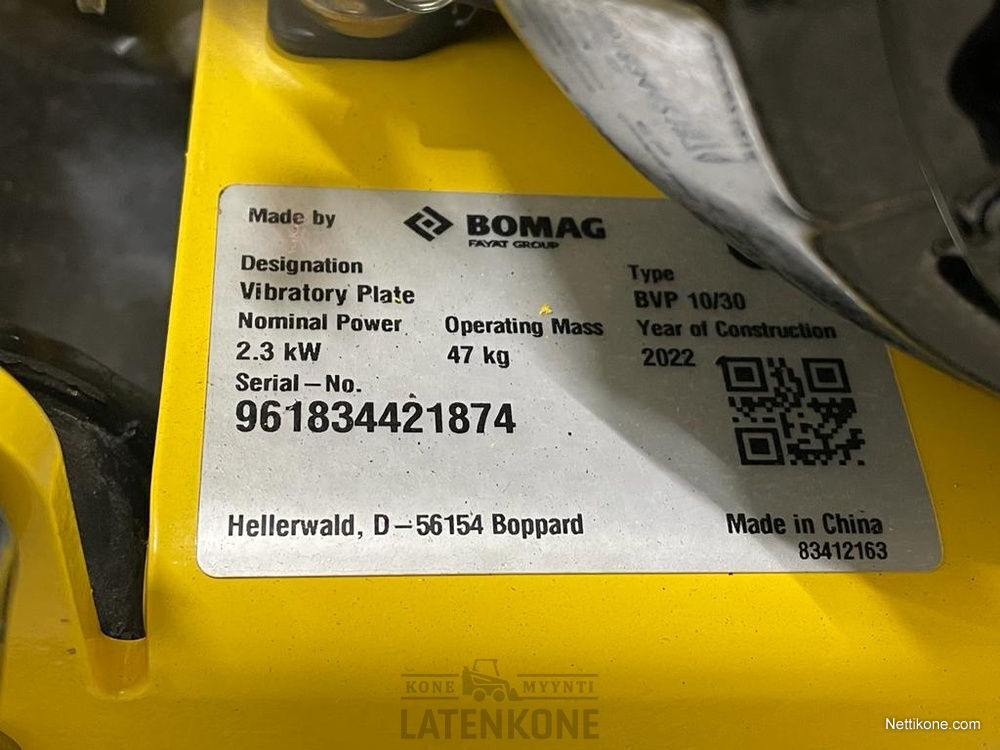 Made by BOMAG
FAYAT GROUP
Designation Type
Vibratory Plate BVP 10/30
Nominal Power Operating Mass Year of Construction
2.3 kW 47 kg 2022
Serial–No.
961834421874
Hellerwald, D–56154 Boppard Made in China
83412163
KONE MYYNTI
LATENKONE
Nettikone.com